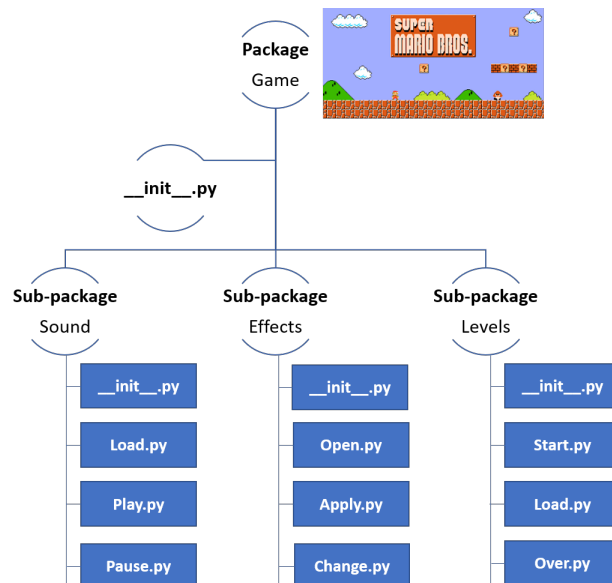 Package
Game
SUPER
MARIO BROS.
?
?
? ?
__init__.py
Sub-package
Sound
Sub-package
Effects
Sub-package
Levels
__init__.py
__init__.py
__init__.py
Load.py
Open.py
Start.py
Play.py
Apply.py
Load.py
Pause.py
Change.py
Over.py